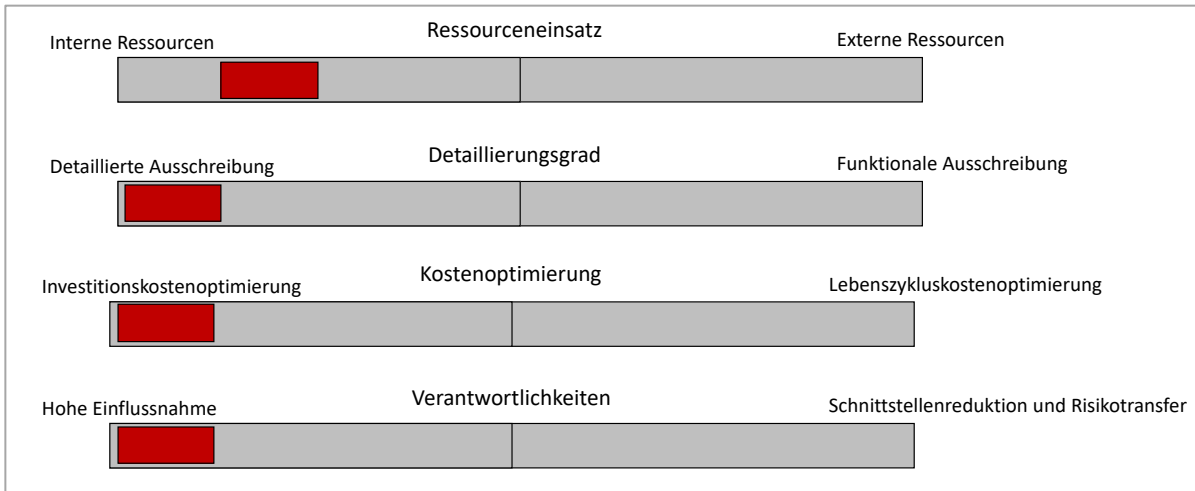 Ressourceneinsatz
Interne Ressourcen
Externe Ressourcen
Detaillierungsgrad
Detaillierte Ausschreibung
Funktionale Ausschreibung
Kostenoptimierung
Investitionskostenoptimierung
Lebenszykluskostenoptimierung
Verantwortlichkeiten
Hohe Einflussnahme
Schnittstellenreduktion und Risikotransfer